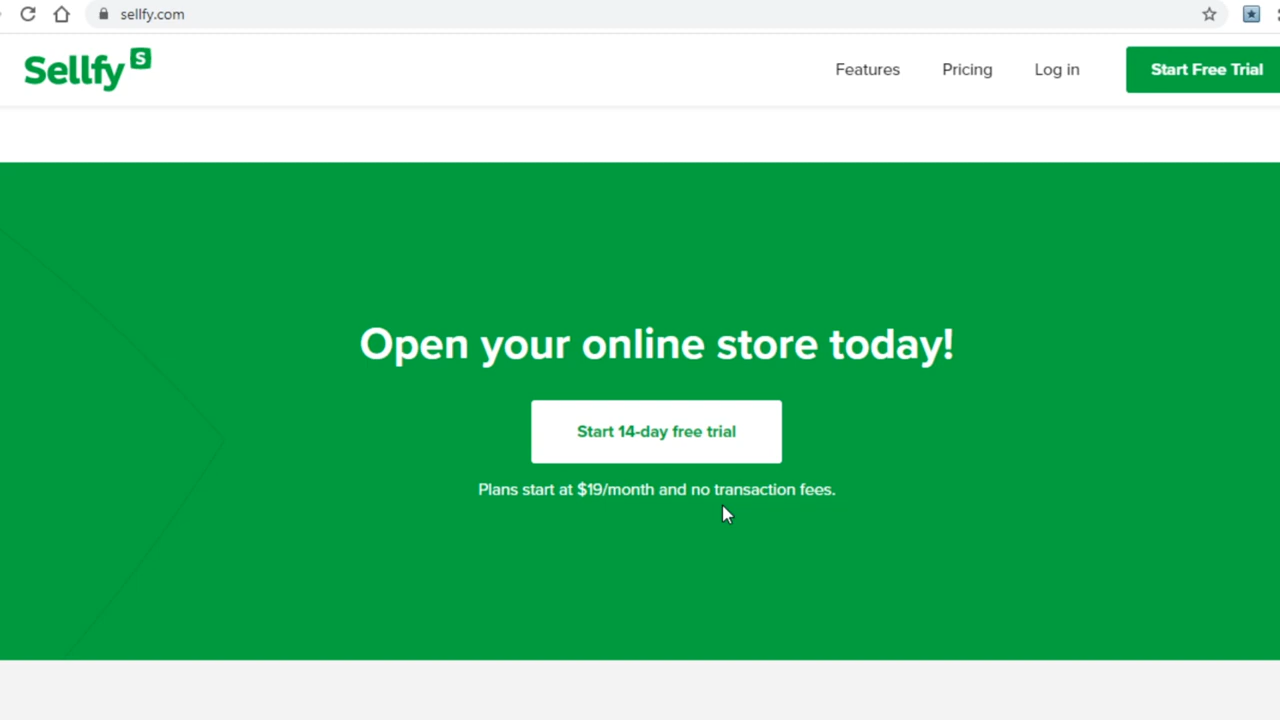 sellfy.com
Sellfy S
Features Pricing Log in Start Free Trial
Open your online store today!
Start 14-day free trial
Plans start at $19/month and no transaction fees.